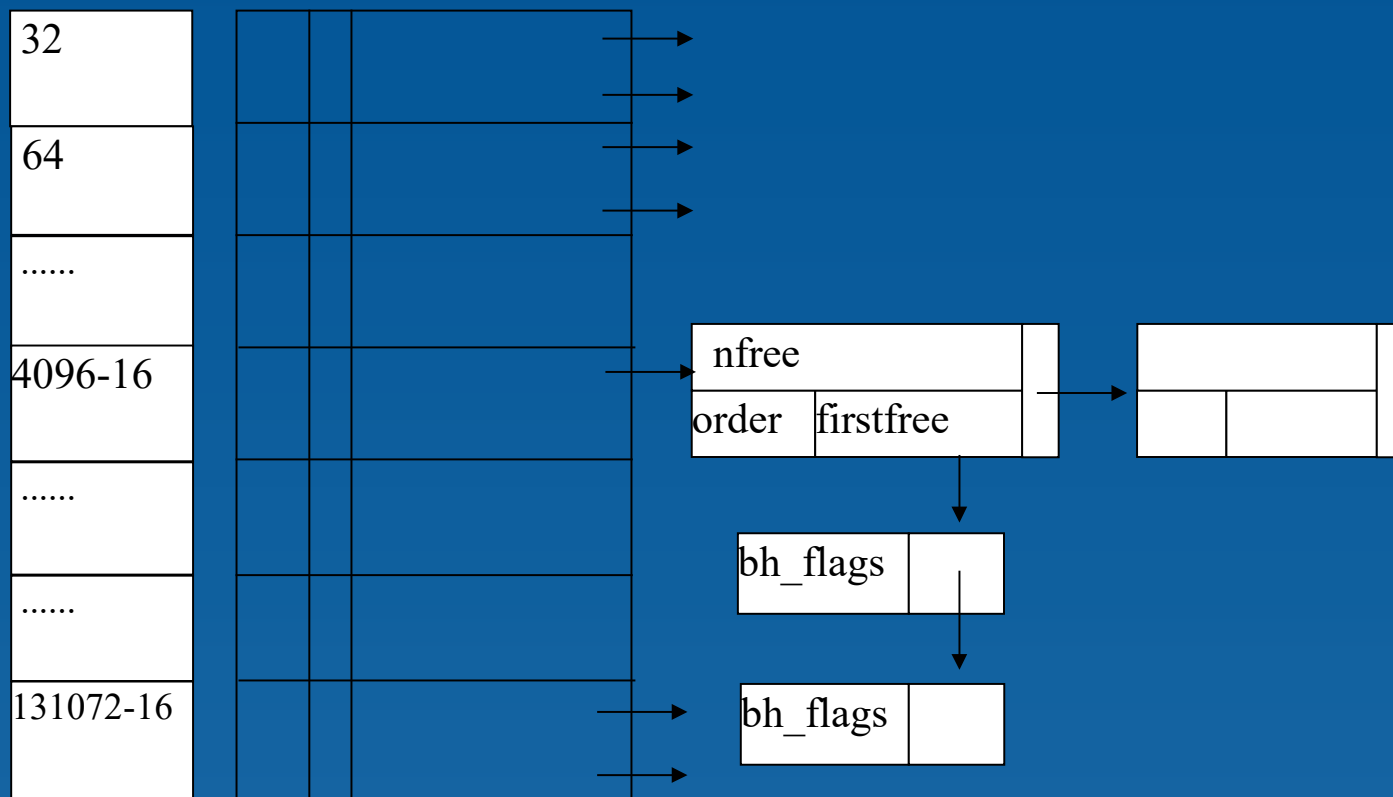 32
64
......
4096-16
......
......
131072-16
nfree
order
firstfree
bh_flags
bh_flags